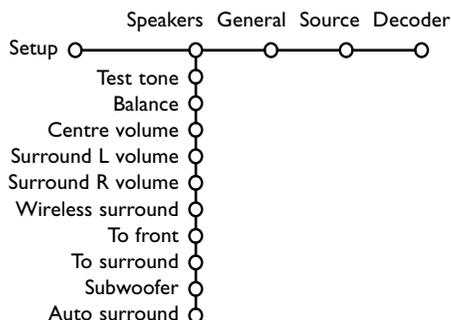 Speakers General Source Decoder
Setup
Test tone
Balance
Centre volume
Surround L volume
Surround R volume
Wireless surround
To front
To surround
Subwoofer
Auto surround